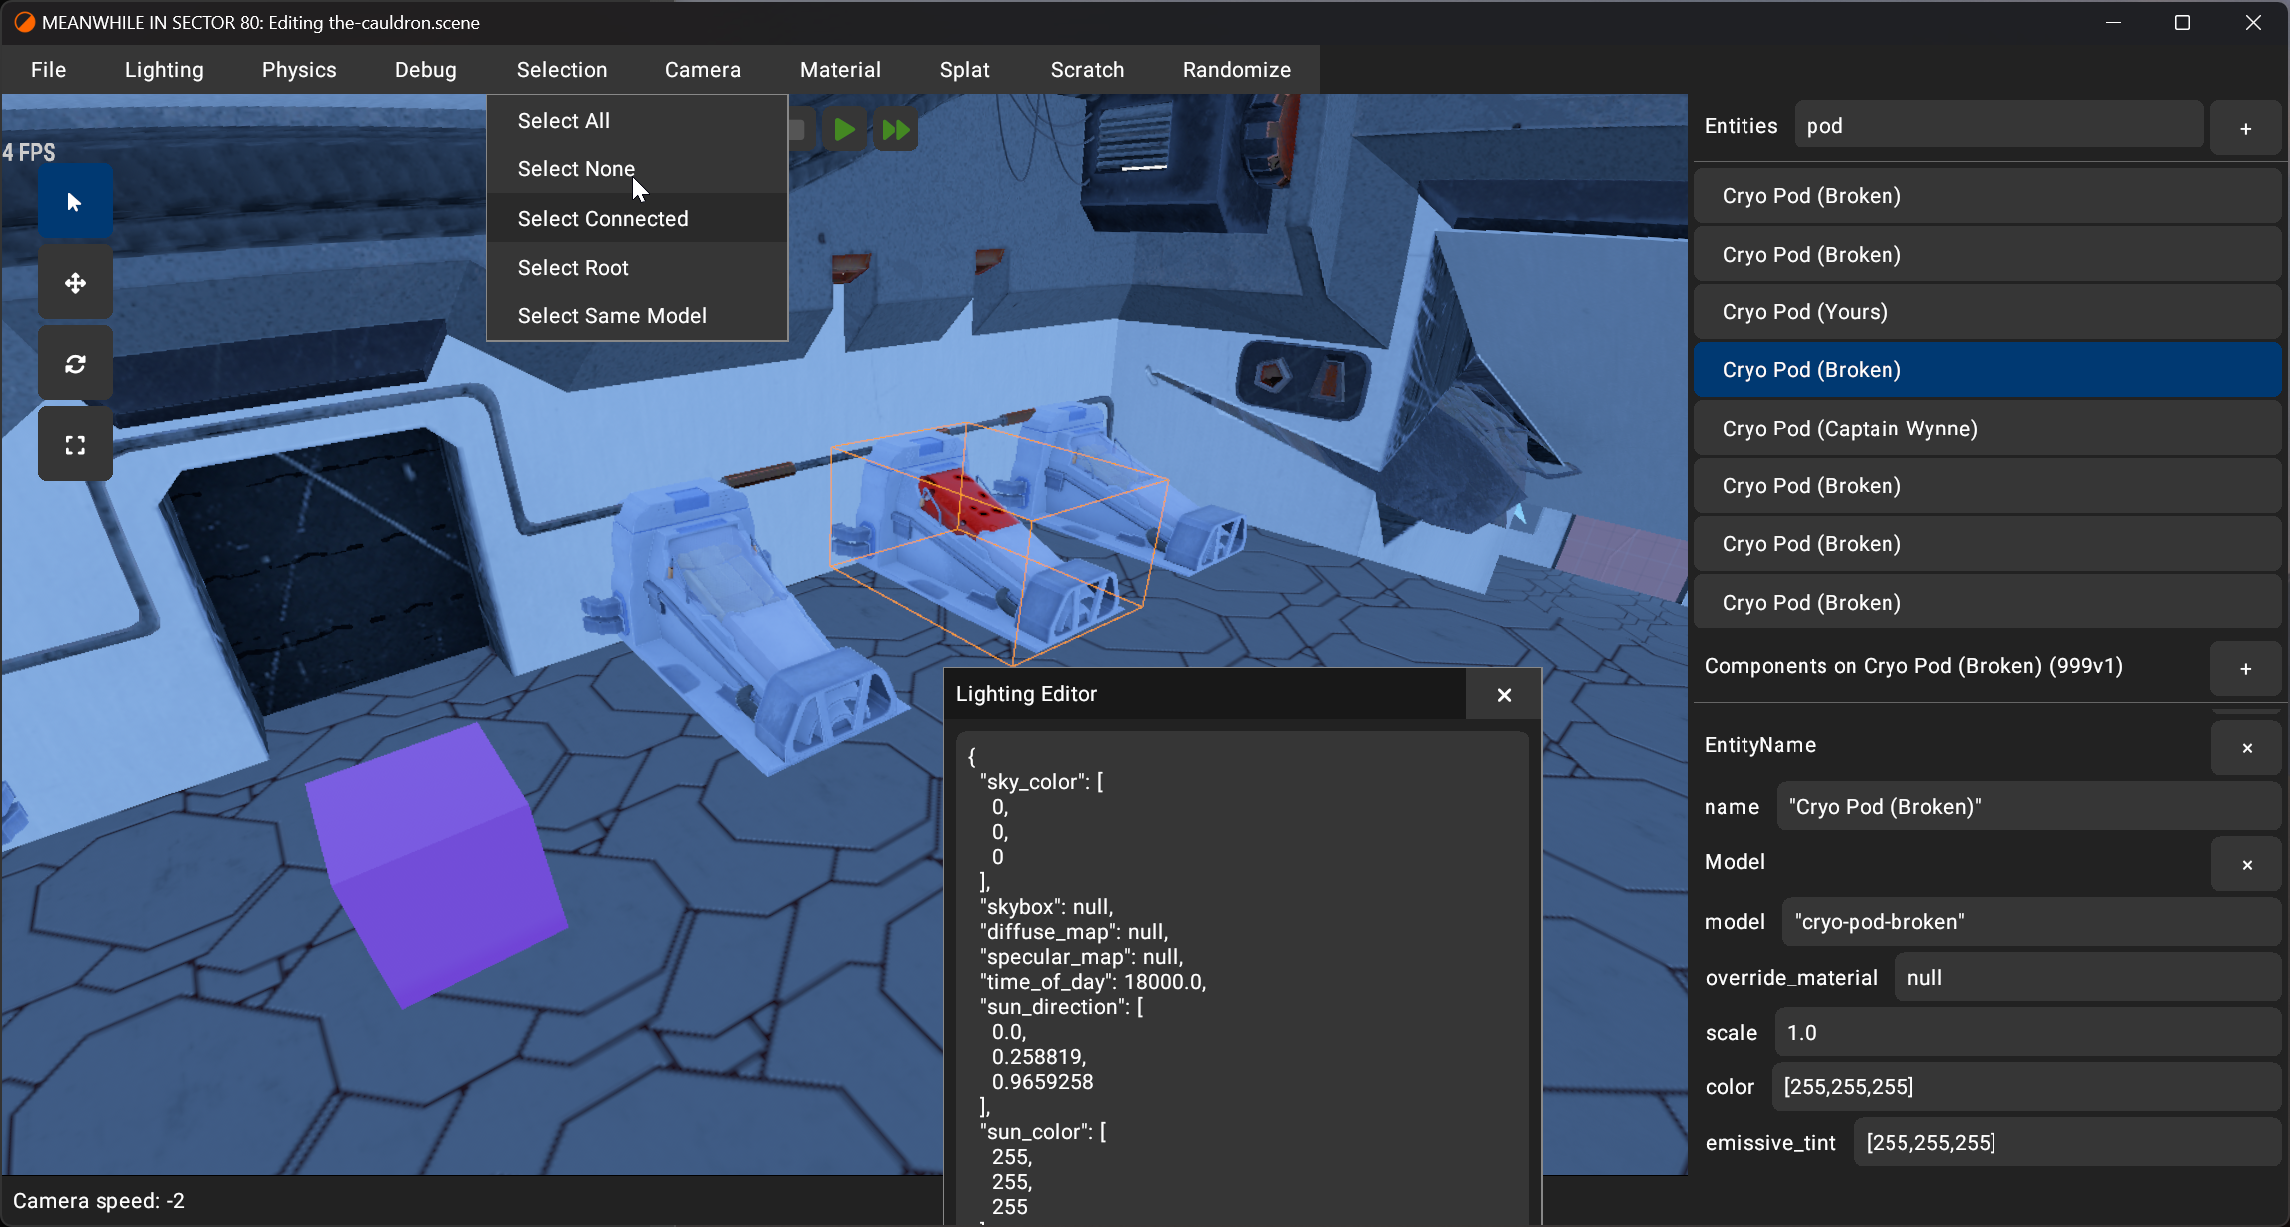 MEANWHILE IN SECTOR 80: Editing the-cauldron.scene
File Lighting Physics Debug Selection Camera Material Splat Scratch Randomize
Select All
Select None
Select Connected
Select Root
Select Same Model
4 FPS
Entities pod +
Cryo Pod (Broken)
Cryo Pod (Broken)
Cryo Pod (Yours)
Cryo Pod (Broken)
Cryo Pod (Captain Wynne)
Cryo Pod (Broken)
Cryo Pod (Broken)
Cryo Pod (Broken)
Components on Cryo Pod (Broken) (999v1) +
EntityName ×
name "Cryo Pod (Broken)"
Model ×
model "cryo-pod-broken"
override_material null
scale 1.0
color [255,255,255]
emissive_tint [255,255,255]
Lighting Editor
{
"sky_color": [
0,
0,
0
],
"skybox": null,
"diffuse_map": null,
"specular_map": null,
"time_of_day": 18000.0,
"sun_direction": [
0.0,
0.258819,
0.9659258
],
"sun_color": [
255,
255,
255
Camera speed: -2